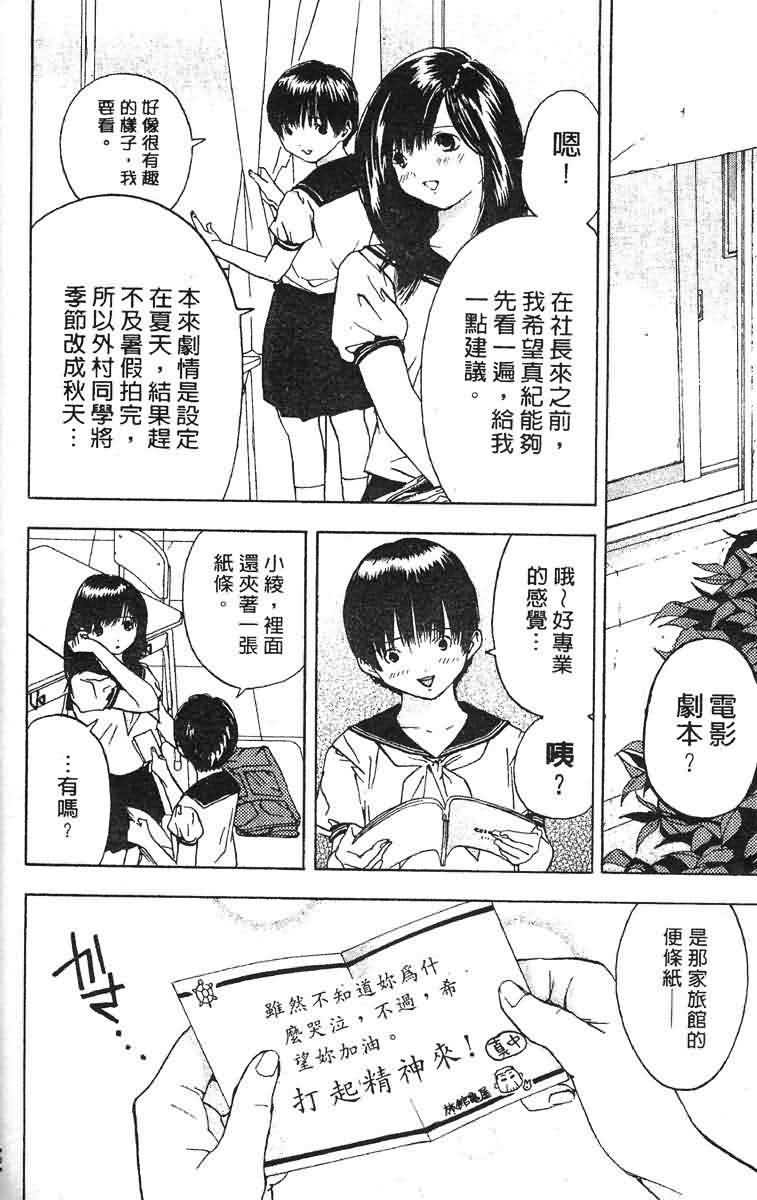 電影
劇本？
嗯！
在社長來之前，
我希望真紀能夠
先看一遍，給我
一點建議。
好像很有趣
的樣子，我
要看。
本來劇情是設定
在夏天，結果趕
不及暑假拍完，
所以外村同學將
季節改成秋天…
哦～好專業
的感覺…
咦？
小綾，裡面
還夾著一張
紙條。
…有嗎？
是那家旅館的
便條紙——
雖然不知道妳為什
麼哭泣，不過，希
望妳加油。
打起精神來！
真中
旅館龜屋
カサ…